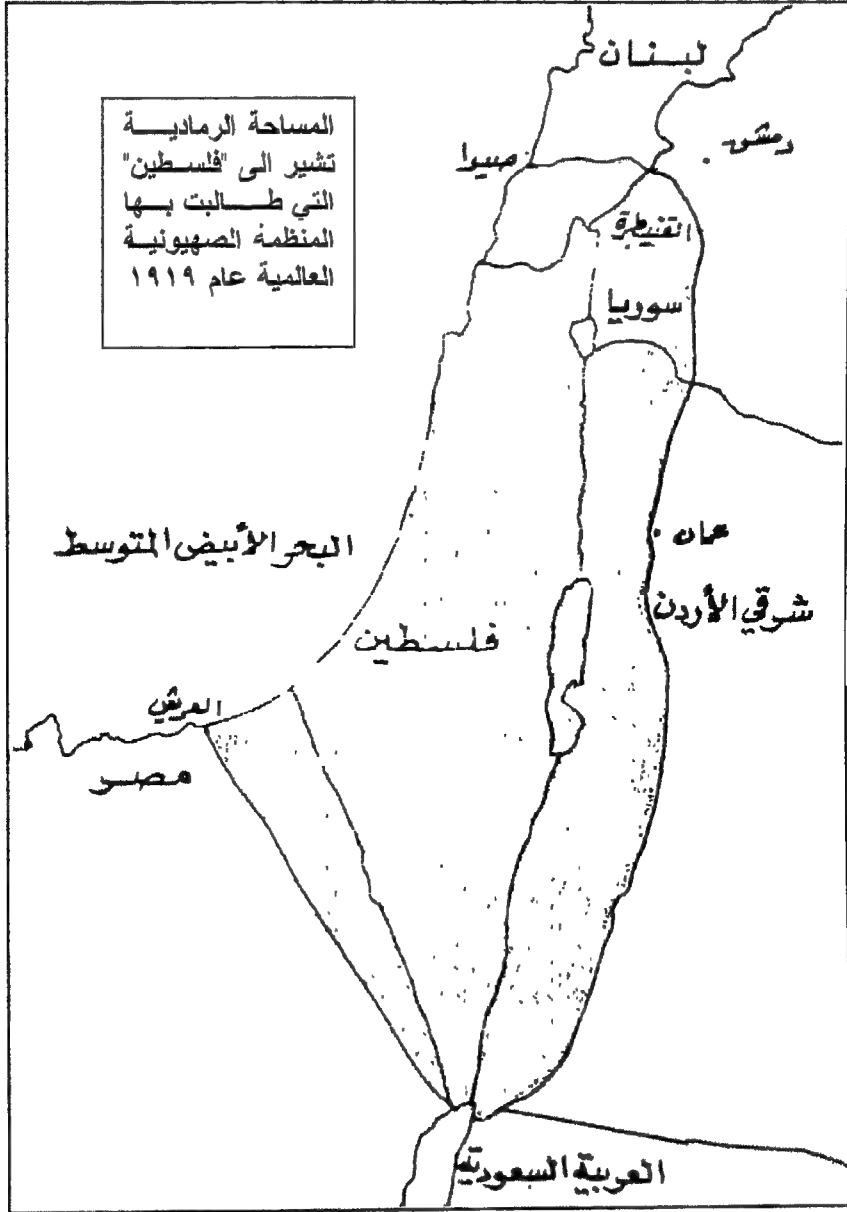 لبنان
المساحة الرمادية
تشير الى "فلسطين"
التي طالبت بها
المنظمة الصهيونية
العالمية عام ١٩١٩
دمشق
صيدا
القنيطرة
سوريا
البحر الأبيض المتوسط
عمان
شرقي الأردن
فلسطين
العريش
مصر
العربية السعودية